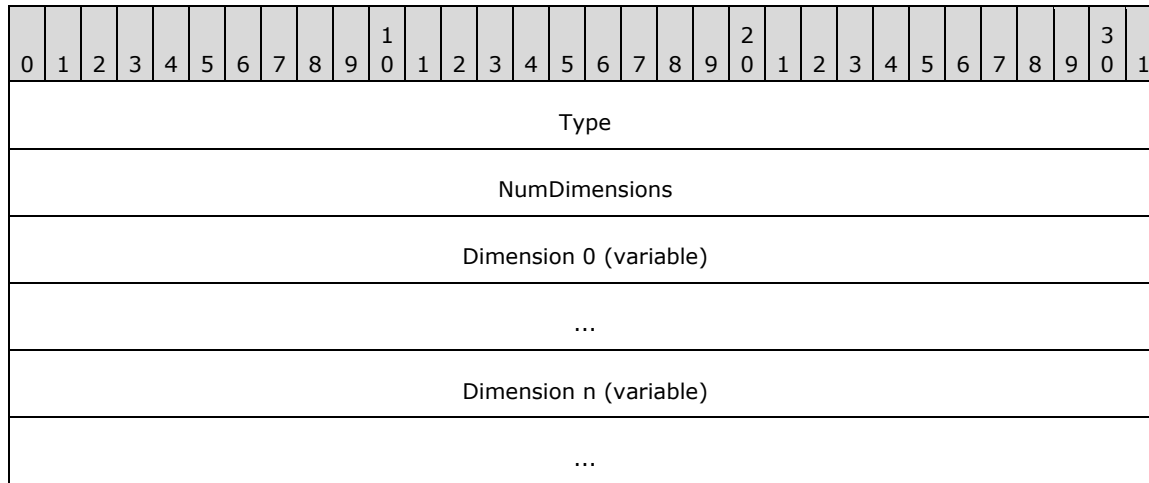 1 2 3
0 1 2 3 4 5 6 7 8 9 0 1 2 3 4 5 6 7 8 9 0 1 2 3 4 5 6 7 8 9 0 1
Type
NumDimensions
Dimension 0 (variable)
...
Dimension n (variable)
...